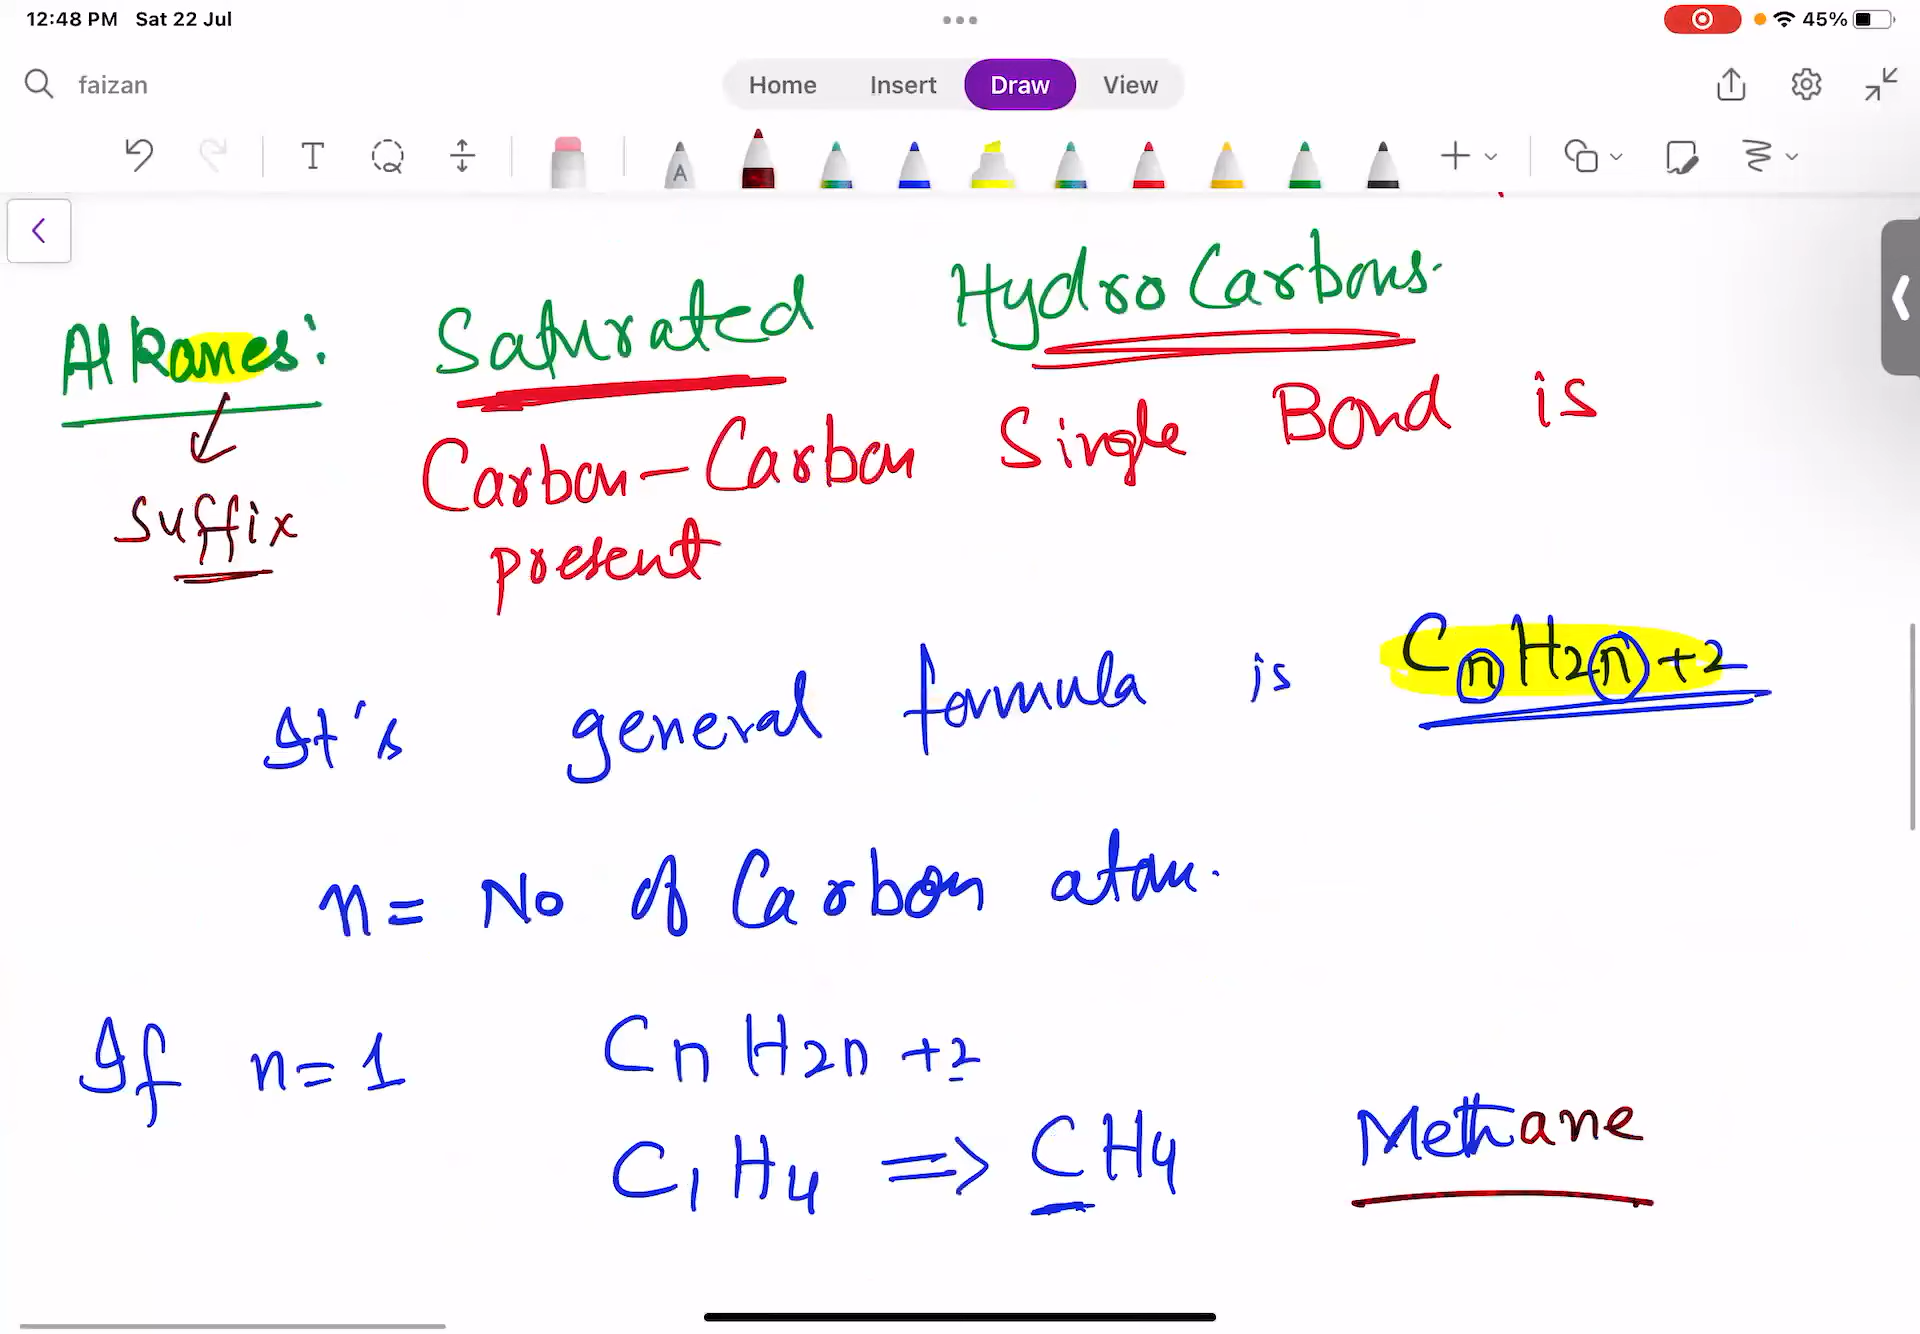 12:48 PM Sat 22 Jul
45%
faizan
Home Insert Draw View
T A
Alkanes: Saturated HydroCarbons.
Suffix
Carbon-Carbon Single Bond is
present
It's general formula is CnH2n+2
n= No of Carbon atom.
If n=1 CnH2n+2
C1H4 => CH4 Methane